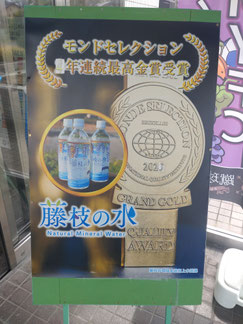 モンドセレクション
年連続最高金賞受賞
MONDE SELECTION
BRUXELLES
GRAND GOLD
QUALITY
AWARD
藤枝の水
Natural Mineral Water